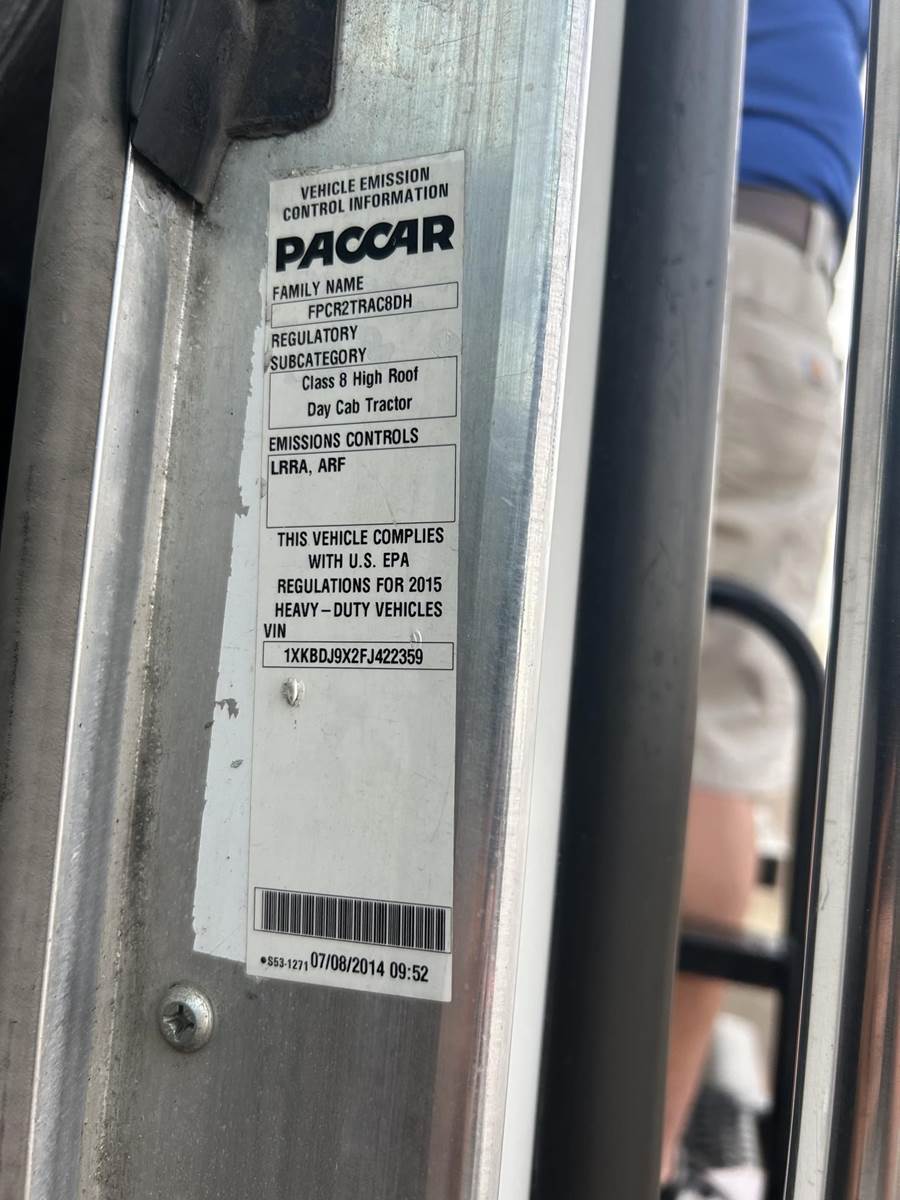 VEHICLE EMISSION
CONTROL INFORMATION
PACCAR
FAMILY NAME
FPCR2TRAC8DH
REGULATORY
SUBCATEGORY
Class 8 High Roof
Day Cab Tractor
EMISSIONS CONTROLS
LRRA, ARF
THIS VEHICLE COMPLIES
WITH U.S. EPA
REGULATIONS FOR 2015
HEAVY-DUTY VEHICLES
VIN
1XKBDJ9X2FJ422359
•S53-1271 07/08/2014 09:52